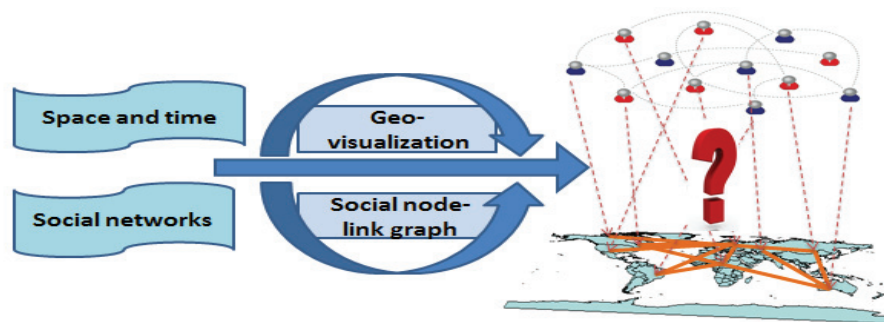 Space and time
Social networks
Geo-
visualization
Social node-
link graph
?